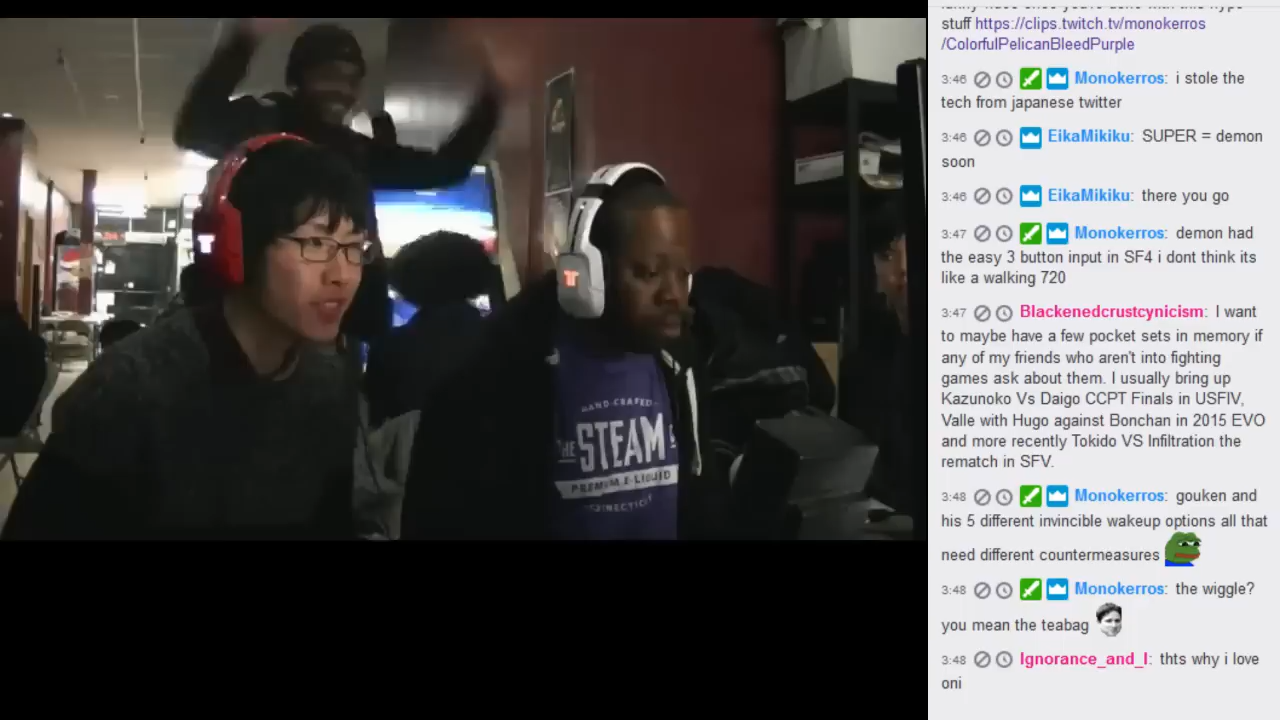 stuff https://clips.twitch.tv/monokerros
/ColorfulPelicanBleedPurple
3:46 Monokerros: i stole the
tech from japanese twitter
3:46 EikaMikiku: SUPER = demon
soon
3:46 EikaMikiku: there you go
3:47 Monokerros: demon had
the easy 3 button input in SF4 i dont think its
like a walking 720
3:47 Blackenedcrustcynicism: I want
to maybe have a few pocket sets in memory if
any of my friends who aren't into fighting
games ask about them. I usually bring up
Kazunoko Vs Daigo CCPT Finals in USFIV,
Valle with Hugo against Bonchan in 2015 EVO
and more recently Tokido VS Infiltration the
rematch in SFV.
3:48 Monokerros: gouken and
his 5 different invincible wakeup options all that
need different countermeasures
3:48 Monokerros: the wiggle?
you mean the teabag
3:48 Ignorance_and_I: thts why i love
oni
HAND-CRAFTED
THE STEAM
PREMIUM E-LIQUID
CONNECTICUT